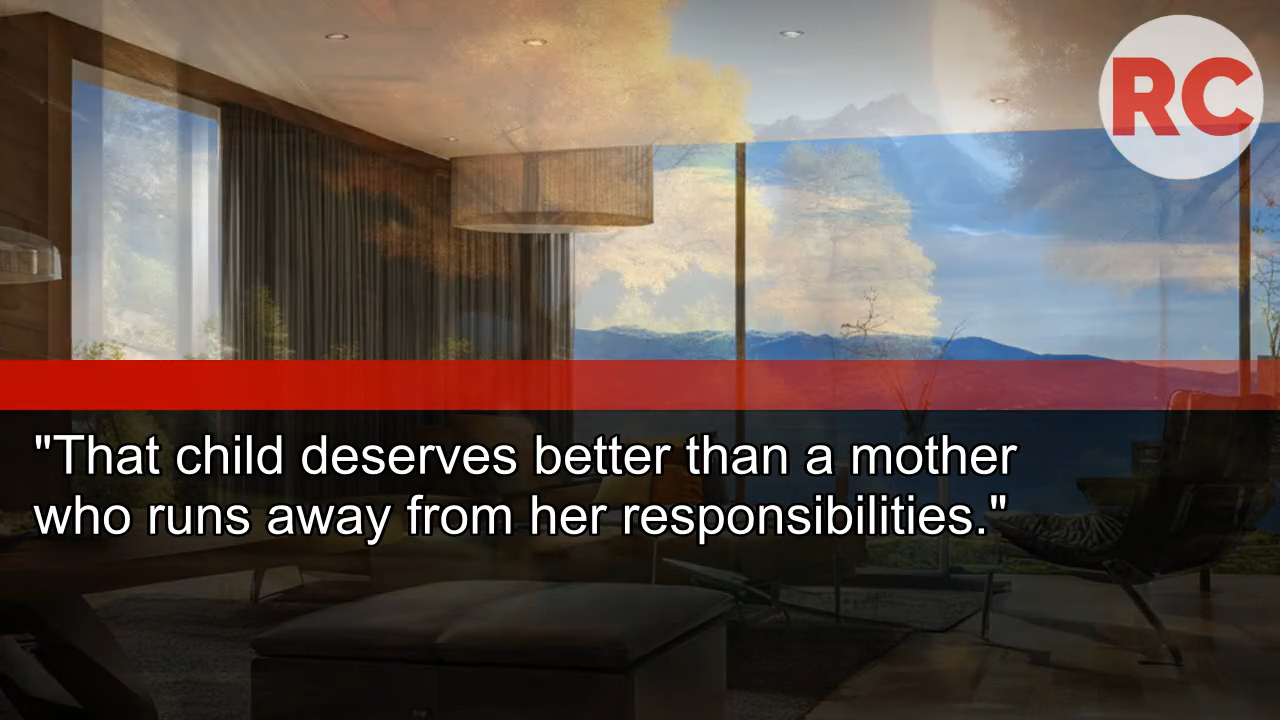 RC
"That child deserves better than a mother
who runs away from her responsibilities."